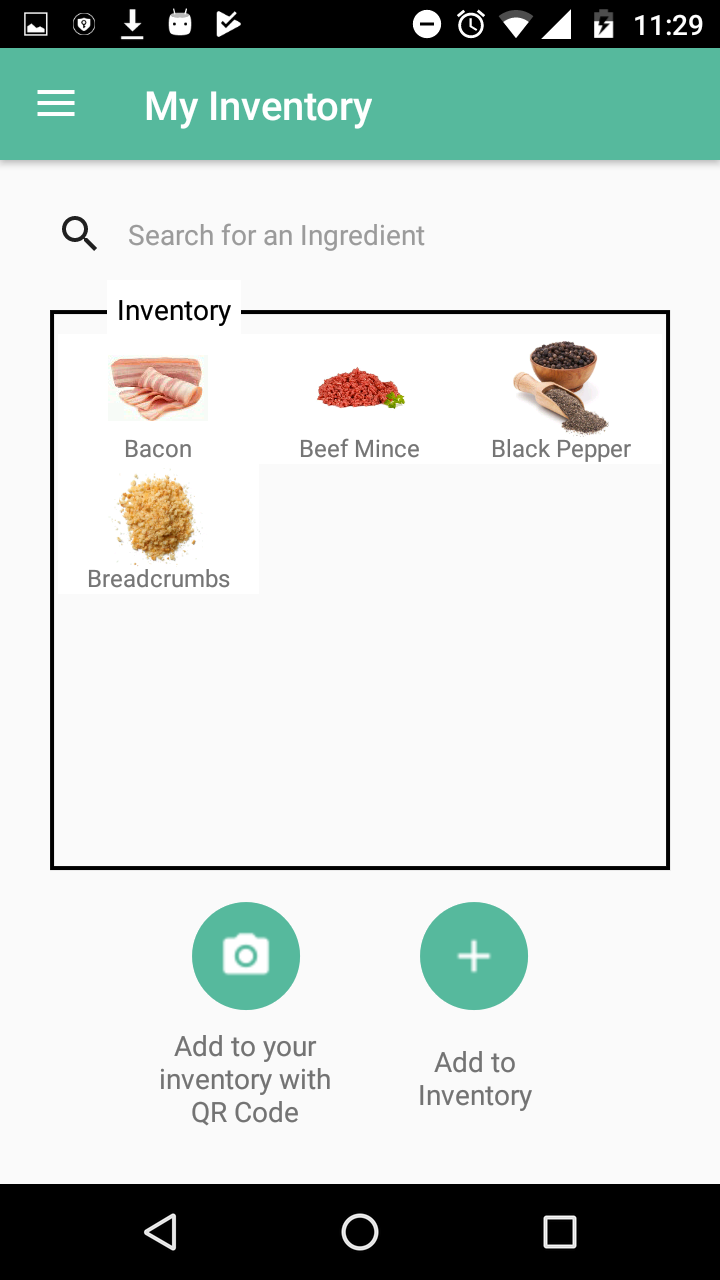 11:29
My Inventory
Search for an Ingredient
Inventory
Bacon
Beef Mince
Black Pepper
Breadcrumbs
Add to your
inventory with
QR Code
Add to
Inventory